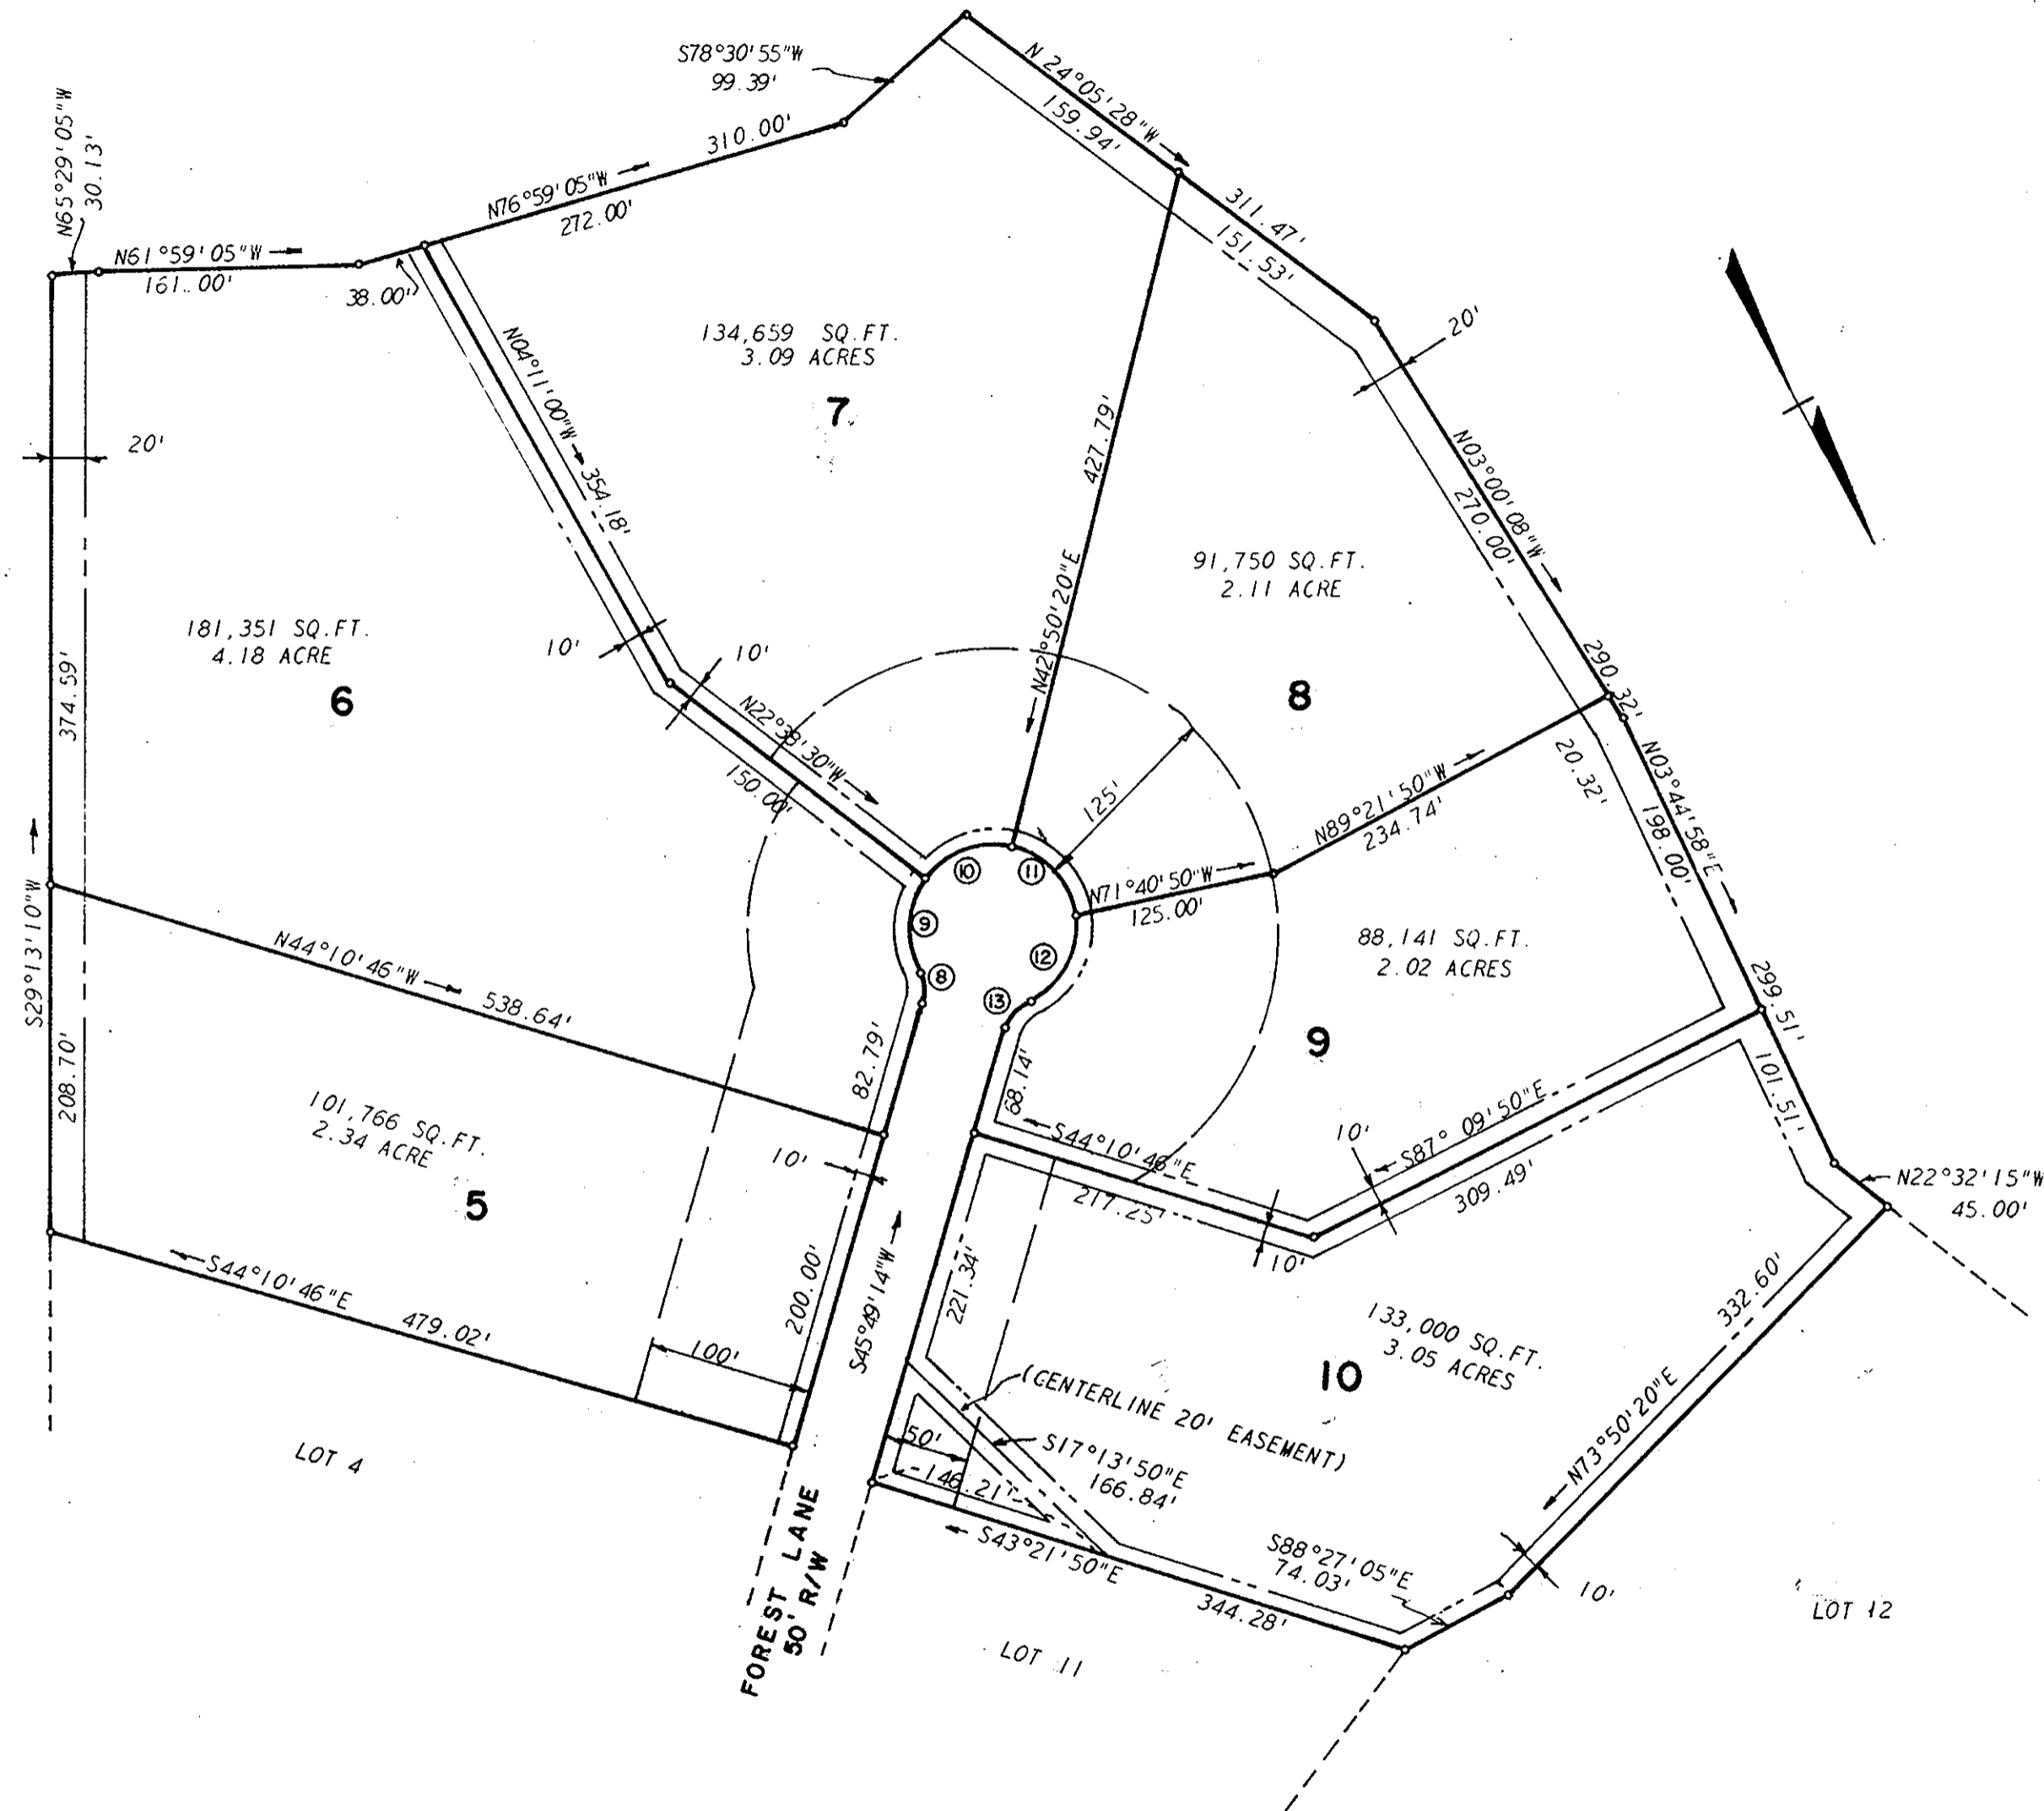 S78°30'55"W
99.39'
N 24°05'28"W
159.94'
N65°29'05"W
30.13'
310.00'
N76°59'05"W
272.00'
N61°59'05"W
161.00'
38.00'
311.47'
151.53'
20'
134,659 SQ.FT.
3.09 ACRES
7
N04°11'00"W
354.18'
20'
427.79'
N42°50'20"E
N03°00'08"W
270.00'
91,750 SQ.FT.
2.11 ACRE
8
181,351 SQ.FT.
4.18 ACRE
6
10'
10'
374.59'
N22°38'30"W
150.00'
125'
290.32'
20.32'
N03°44'58"E
198.00'
N89°21'50"W
234.74'
N71°40'50"W
125.00'
10
11
9
12
8
13
88,141 SQ.FT.
2.02 ACRES
9
299.51'
101.51'
S29°13'10"W
N44°10'46"W
538.64'
208.70'
82.79'
68.14'
101,766 SQ.FT.
2.34 ACRE
5
10'
S44°10'46"E
217.25'
10'
S87° 09'50"E
309.49'
10'
N22°32'15"W
45.00'
S44°10'46"E
479.02'
200.00'
S45°49'14"W
221.34'
100'
133,000 SQ.FT.
3.05 ACRES
10
332.60'
N73°50'20"E
(CENTERLINE 20' EASEMENT)
50'
S17°13'50"E
166.84'
146.21'
S43°21'50"E
344.28'
S88°27'05"E
74.03'
10'
LOT 4
FOREST LANE
50' R/W
LOT 11
LOT 12